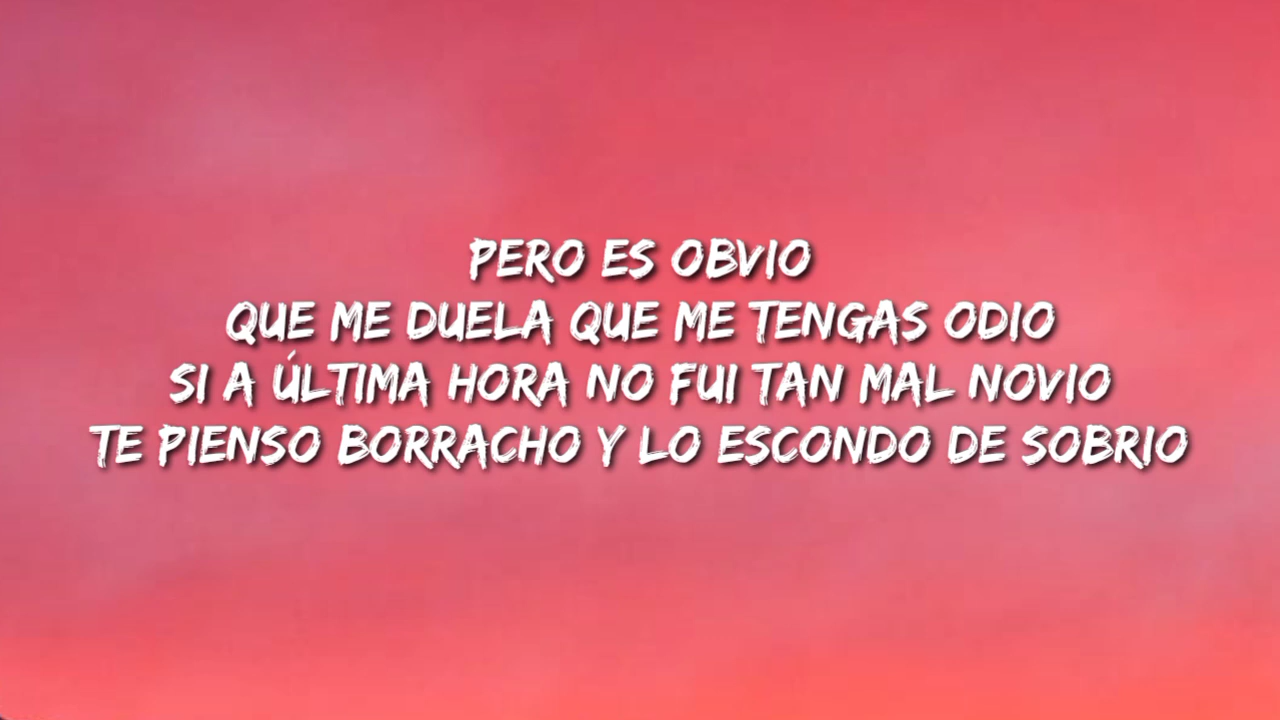 PERO ES OBVIO
QUE ME DUELA QUE ME TENGAS ODIO
SI A ÚLTIMA HORA NO FUI TAN MAL NOVIO
TE PIENSO BORRACHO Y LO ESCONDO DE SOBRIO